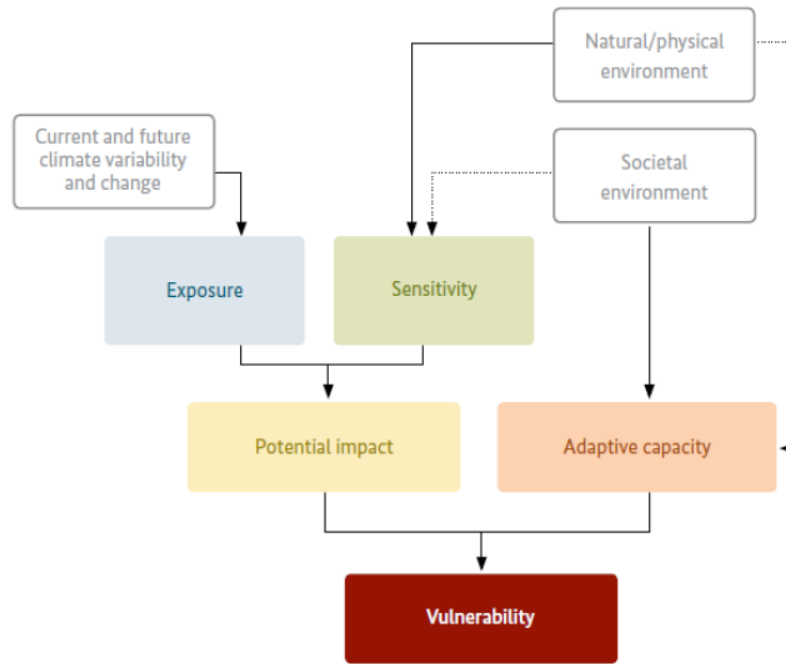 Natural/physical
environment
Current and future
climate variability
and change
Societal
environment
Exposure
Sensitivity
Potential impact
Adaptive capacity
Vulnerability